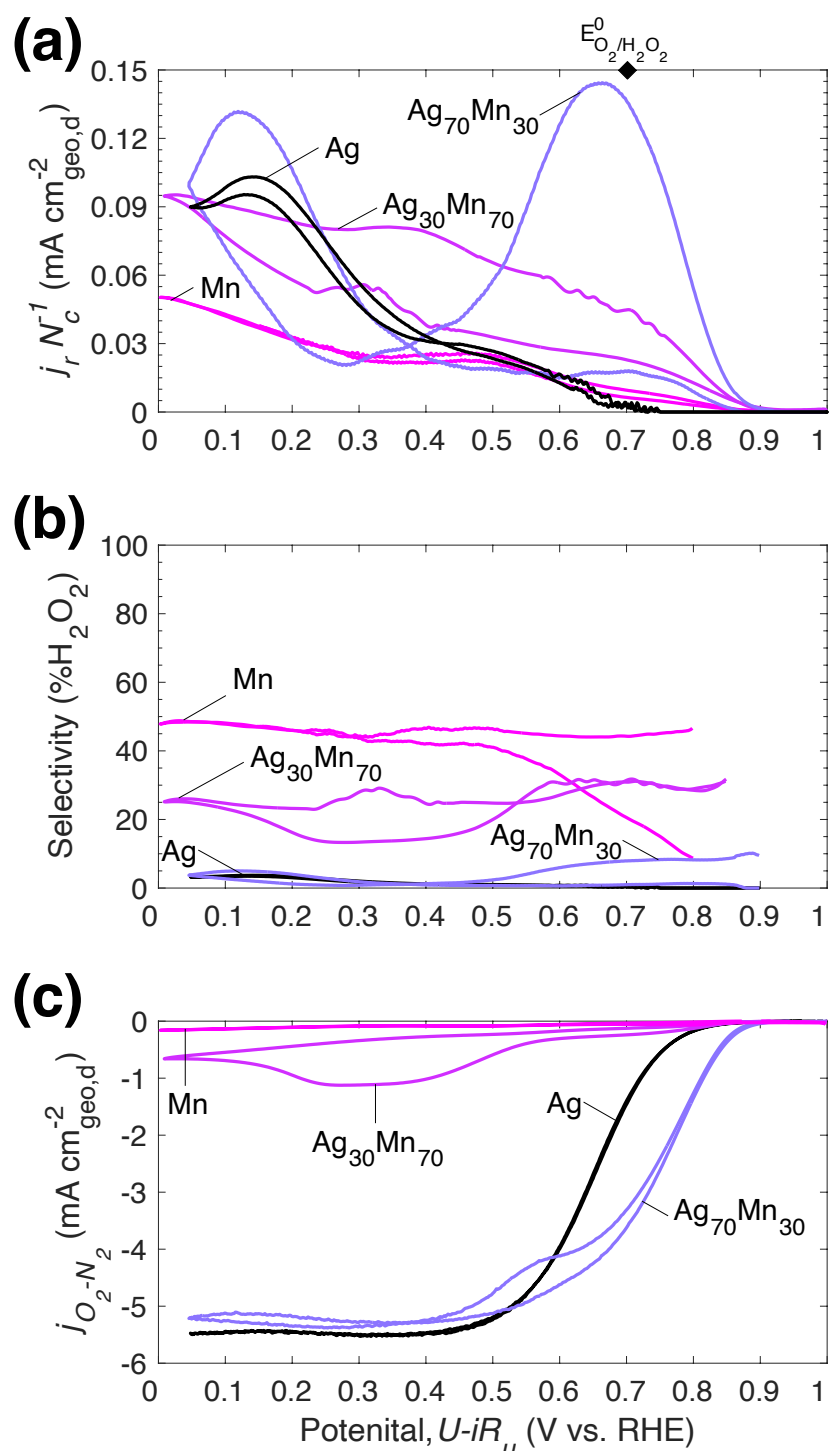 (a)
E⁰O₂/H₂O₂
0.15
0.12
0.09
0.06
0.03
0
jᵣ N_c⁻¹ (mA cm⁻²geo,d)
Ag₇₀Mn₃₀
Ag
Ag₃₀Mn₇₀
Mn
0 0.1 0.2 0.3 0.4 0.5 0.6 0.7 0.8 0.9 1
(b)
100
80
60
40
20
0
Selectivity (%H₂O₂)
Mn
Ag₃₀Mn₇₀
Ag
Ag₇₀Mn₃₀
0 0.1 0.2 0.3 0.4 0.5 0.6 0.7 0.8 0.9 1
(c)
0
-1
-2
-3
-4
-5
-6
j_O₂-N₂ (mA cm⁻²geo,d)
Mn
Ag₃₀Mn₇₀
Ag
Ag₇₀Mn₃₀
0 0.1 0.2 0.3 0.4 0.5 0.6 0.7 0.8 0.9 1
Potenital, U-iR (V vs. RHE)